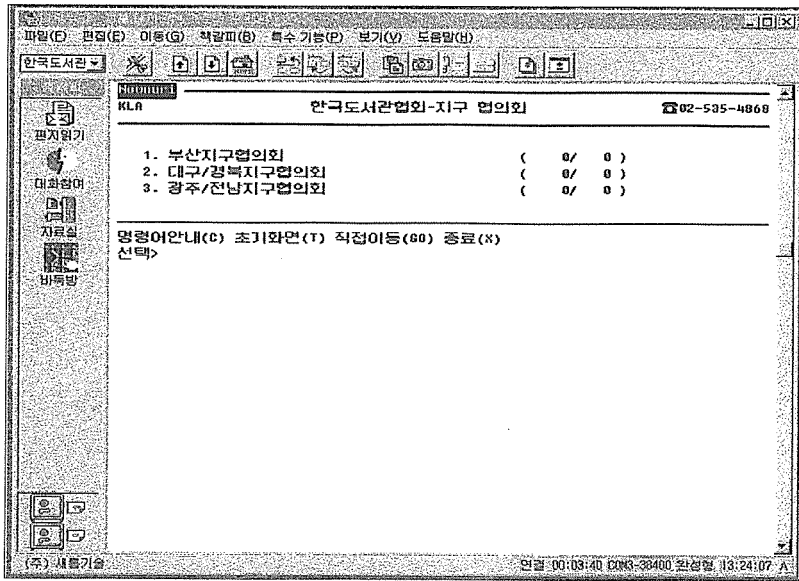 파일(F) 편집(E) 이동(G) 책갈피(B) 특수 기능(P) 보기(V) 도움말(H)
한국도서관
KLA 한국도서관협회-지구 협의회 ☎02-535-4868
편지읽기
대화참여
자료실
바둑방
1. 부산지구협의회 ( 0/ 0 )
2. 대구/경북지구협의회 ( 0/ 0 )
3. 광주/전남지구협의회 ( 0/ 0 )
명령어안내(C) 초기화면(T) 직접이동(GO) 종료(X)
선택>
(주) 새롬기술 연결 00:03:40 COM3-38400 완성형 13:24:07 A